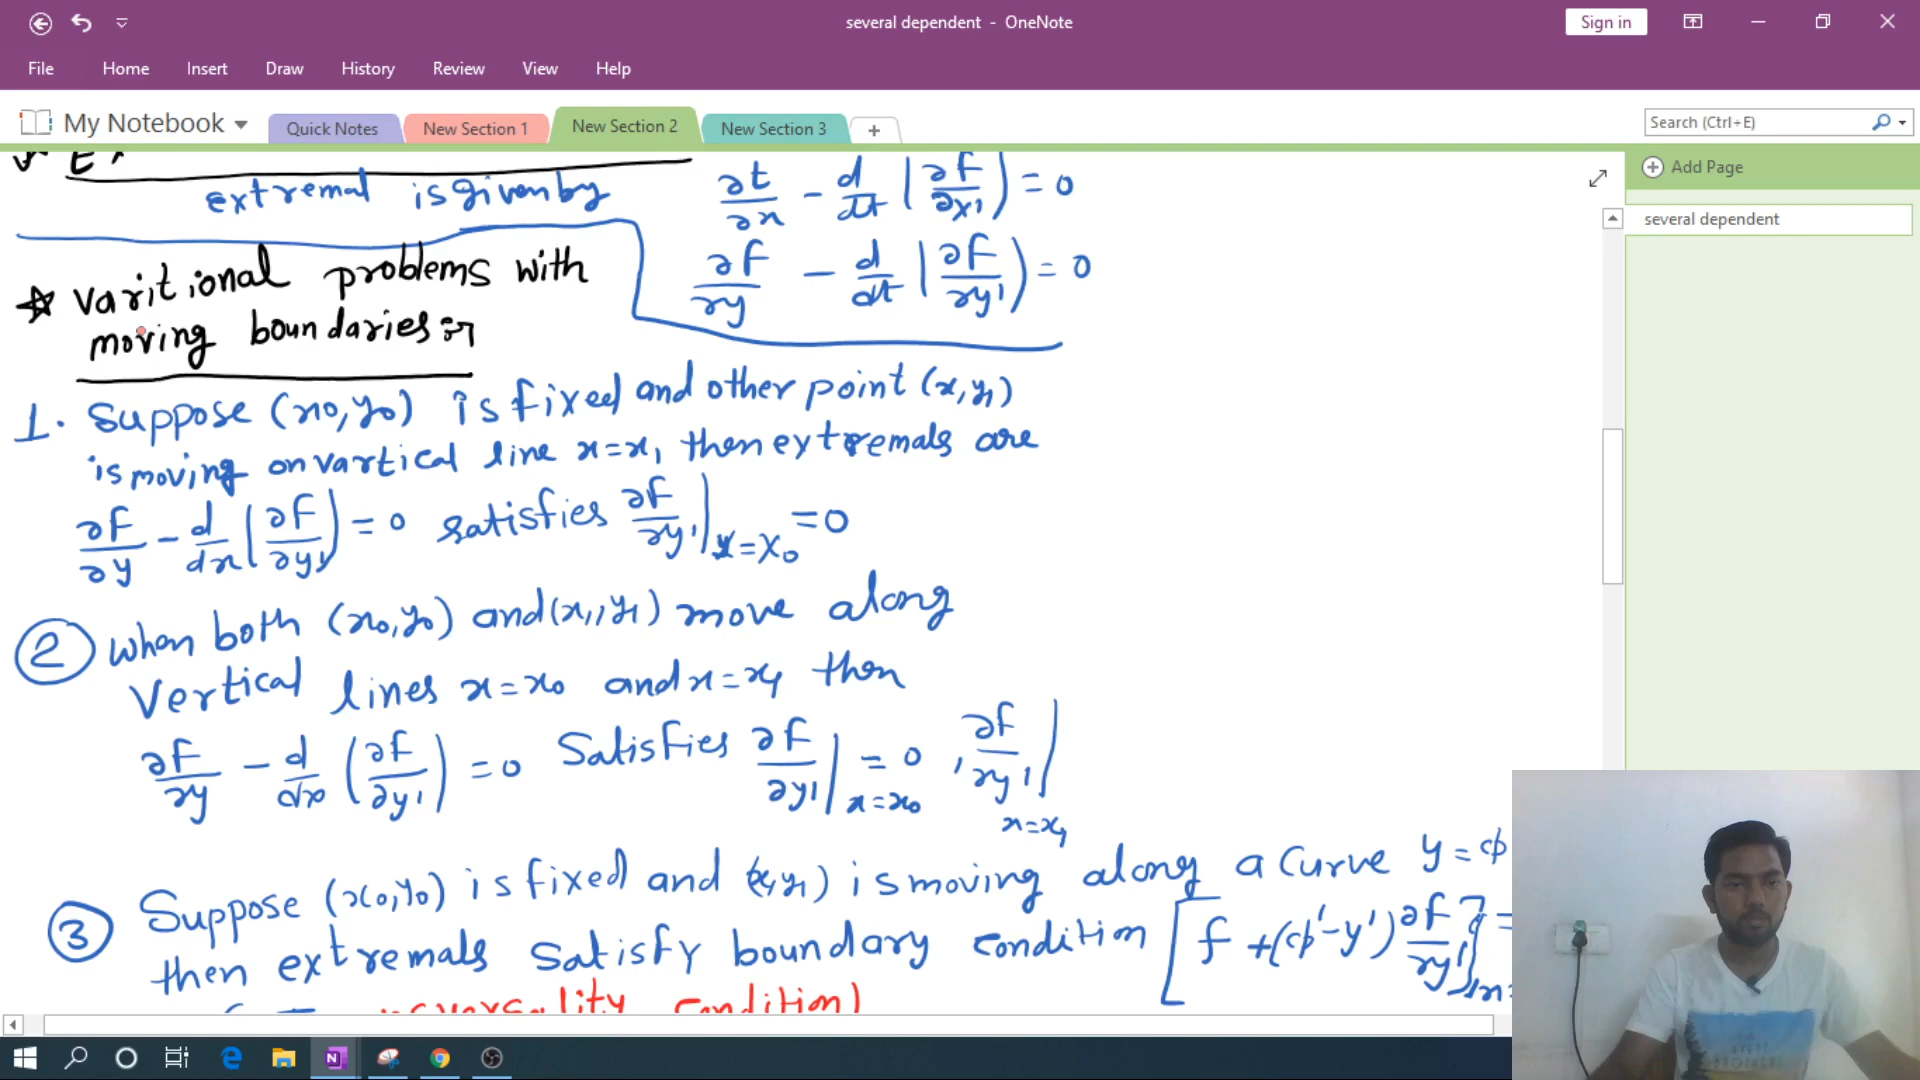 several dependent - OneNote
Sign in
File Home Insert Draw History Review View Help
My Notebook Quick Notes New Section 1 New Section 2 New Section 3 +
Search (Ctrl+E)
Add Page
several dependent
extremal is given by
∂f/∂x - d/dt (∂f/∂x') = 0
∂f/∂y - d/dt (∂f/∂y') = 0
☆ varitional problems with
moving boundaries :-
1. Suppose (x0, y0) is fixed and other point (x, y1)
is moving on vartical line x = x1 then extremals are
∂f/∂y - d/dx (∂f/∂y') = 0 satisfies ∂f/∂y' | x=x0 = 0
② when both (x0, y0) and (x1, y1) move along
vertical lines x = x0 and x = x1 then
∂f/∂y - d/dx (∂f/∂y') = 0 Satisfies ∂f/∂y' | x=x0 = 0 , ∂f/∂y' | x=x1
③ Suppose (x0, y0) is fixed and (x1, y1) is moving along a curve y = φ
then extremals satisfy boundary condition [f + (φ' - y') ∂f/∂y'] x= =
condition)